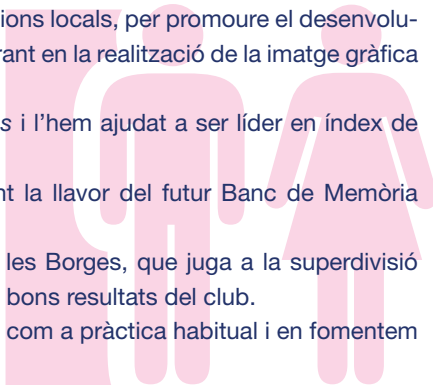 ions locals, per promoure el desenvolu-
rant en la realització de la imatge gràfica
s i l’hem ajudat a ser líder en índex de
nt la llavor del futur Banc de Memòria
les Borges, que juga a la superdivisió
bons resultats del club.
com a pràctica habitual i en fomentem